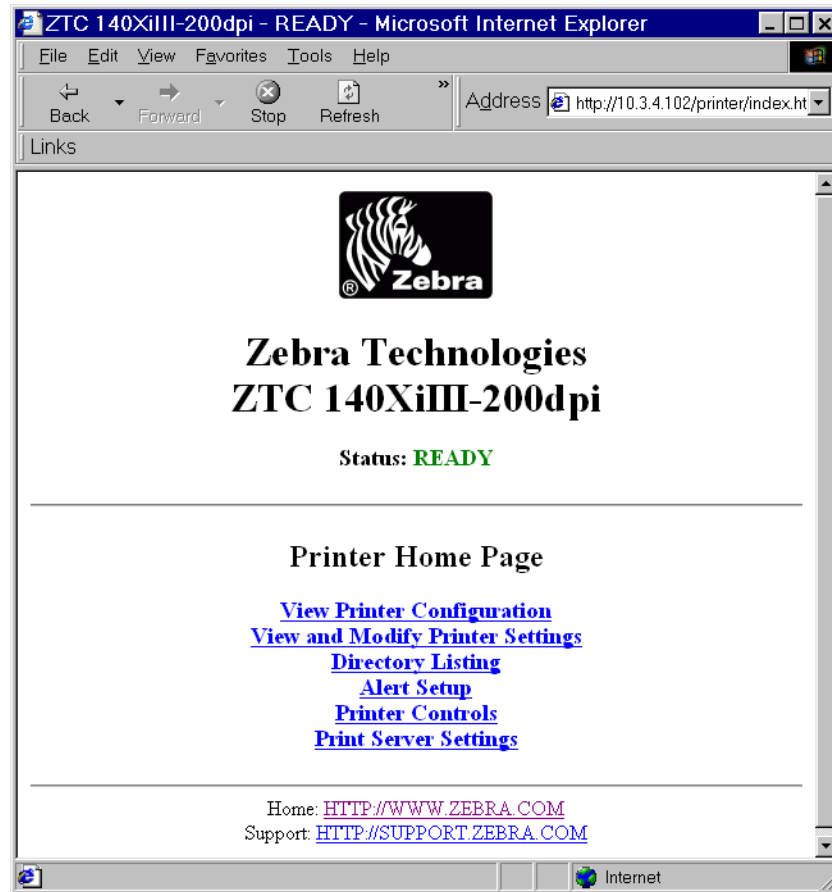 ZTC 140XiIII-200dpi - READY - Microsoft Internet Explorer
File Edit View Favorites Tools Help
Back Forward Stop Refresh » Address http://10.3.4.102/printer/index.ht
Links
® Zebra
Zebra Technologies
ZTC 140XiIII-200dpi
Status: READY
Printer Home Page
View Printer Configuration
View and Modify Printer Settings
Directory Listing
Alert Setup
Printer Controls
Print Server Settings
Home: HTTP://WWW.ZEBRA.COM
Support: HTTP://SUPPORT.ZEBRA.COM
Internet